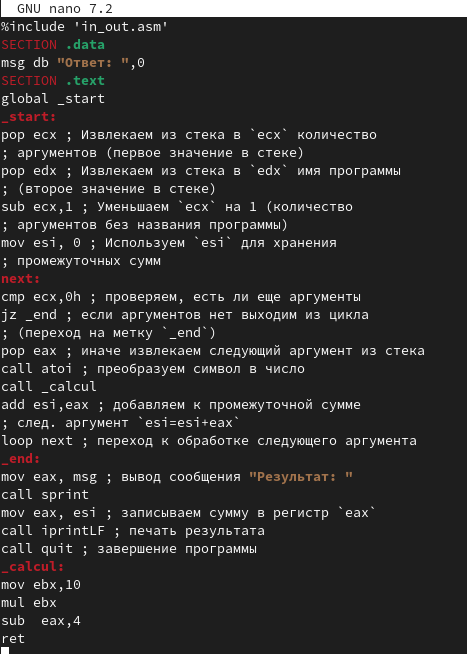 GNU nano 7.2
%include 'in_out.asm'
SECTION .data
msg db "Ответ: ",0
SECTION .text
global _start
_start:
pop ecx ; Извлекаем из стека в `ecx` количество
; аргументов (первое значение в стеке)
pop edx ; Извлекаем из стека в `edx` имя программы
; (второе значение в стеке)
sub ecx,1 ; Уменьшаем `ecx` на 1 (количество
; аргументов без названия программы)
mov esi, 0 ; Используем `esi` для хранения
; промежуточных сумм
next:
cmp ecx,0h ; проверяем, есть ли еще аргументы
jz _end ; если аргументов нет выходим из цикла
; (переход на метку `_end`)
pop eax ; иначе извлекаем следующий аргумент из стека
call atoi ; преобразуем символ в число
call _calcul
add esi,eax ; добавляем к промежуточной сумме
; след. аргумент `esi=esi+eax`
loop next ; переход к обработке следующего аргумента
_end:
mov eax, msg ; вывод сообщения "Результат: "
call sprint
mov eax, esi ; записываем сумму в регистр `eax`
call iprintLF ; печать результата
call quit ; завершение программы
_calcul:
mov ebx,10
mul ebx
sub  eax,4
ret